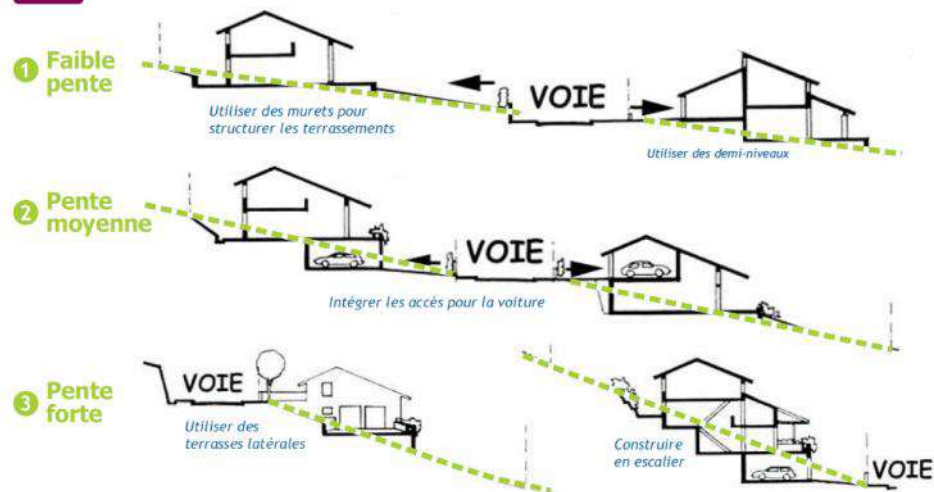 1 Faible
pente
VOIE
Utiliser des murets pour
structurer les terrassements
Utiliser des demi-niveaux
2 Pente
moyenne
VOIE
Intégrer les accès pour la voiture
3 Pente
forte
VOIE
Utiliser des
terrasses latérales
Construire
en escalier
VOIE